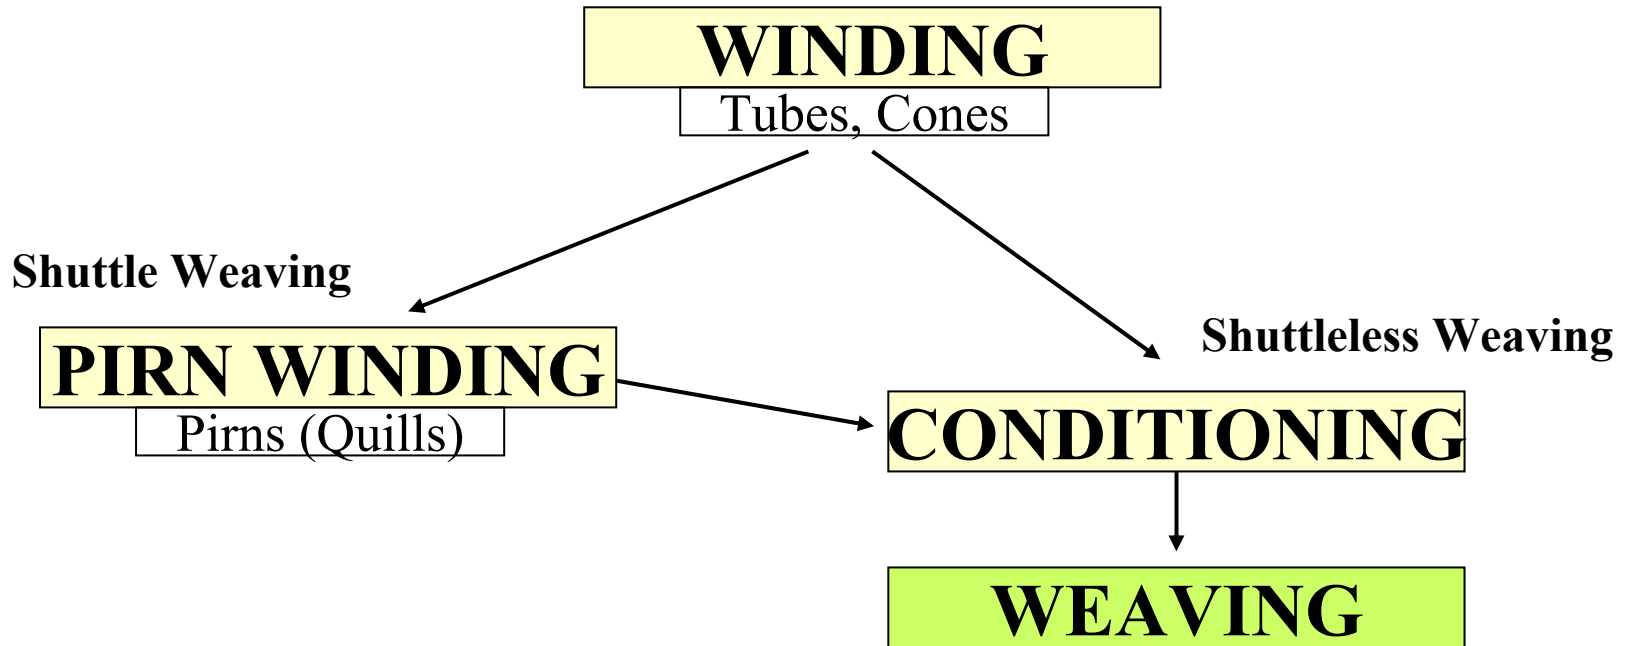 WINDING
Tubes, Cones
Shuttle Weaving
Shuttleless Weaving
PIRN WINDING
Pirns (Quills)
CONDITIONING
WEAVING